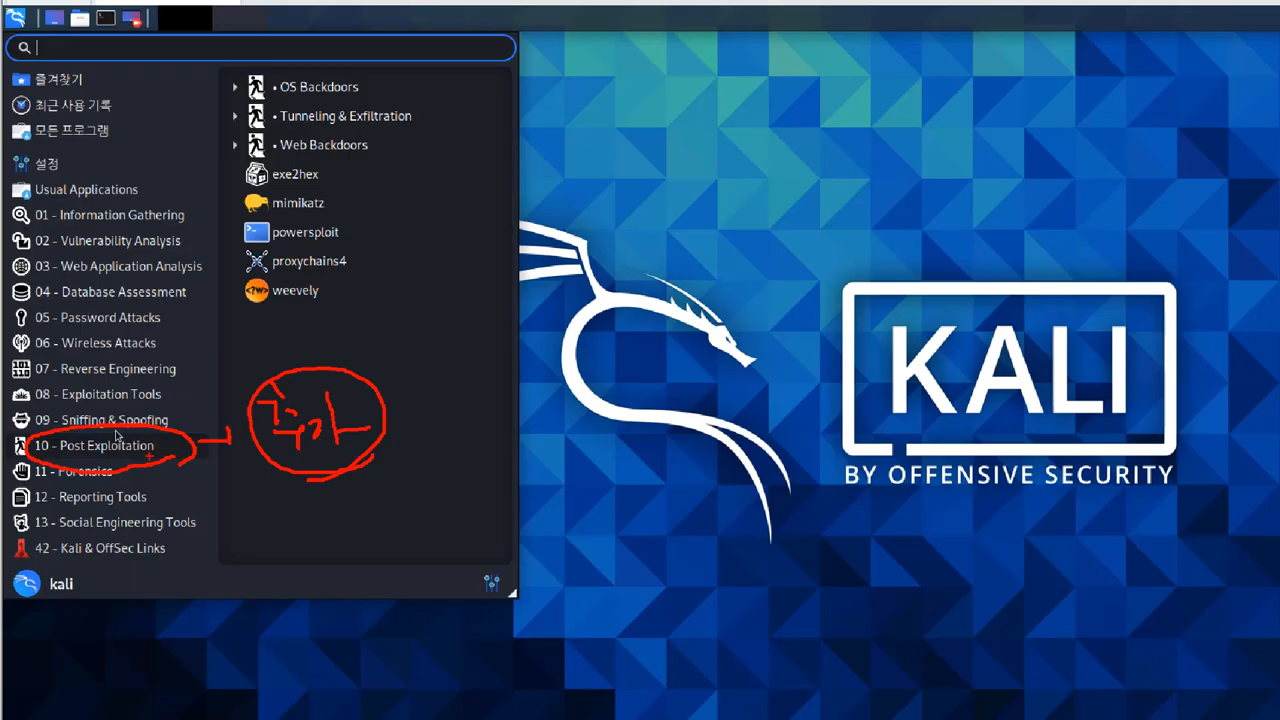 즐겨찾기
최근 사용 기록
모든 프로그램
설정
Usual Applications
01 - Information Gathering
02 - Vulnerability Analysis
03 - Web Application Analysis
04 - Database Assessment
05 - Password Attacks
06 - Wireless Attacks
07 - Reverse Engineering
08 - Exploitation Tools
09 - Sniffing & Spoofing
10 - Post Exploitation
11 - Forensics
12 - Reporting Tools
13 - Social Engineering Tools
42 - Kali & OffSec Links
kali
• OS Backdoors
• Tunneling & Exfiltration
• Web Backdoors
exe2hex
mimikatz
powersploit
proxychains4
weevely
KALI
BY OFFENSIVE SECURITY